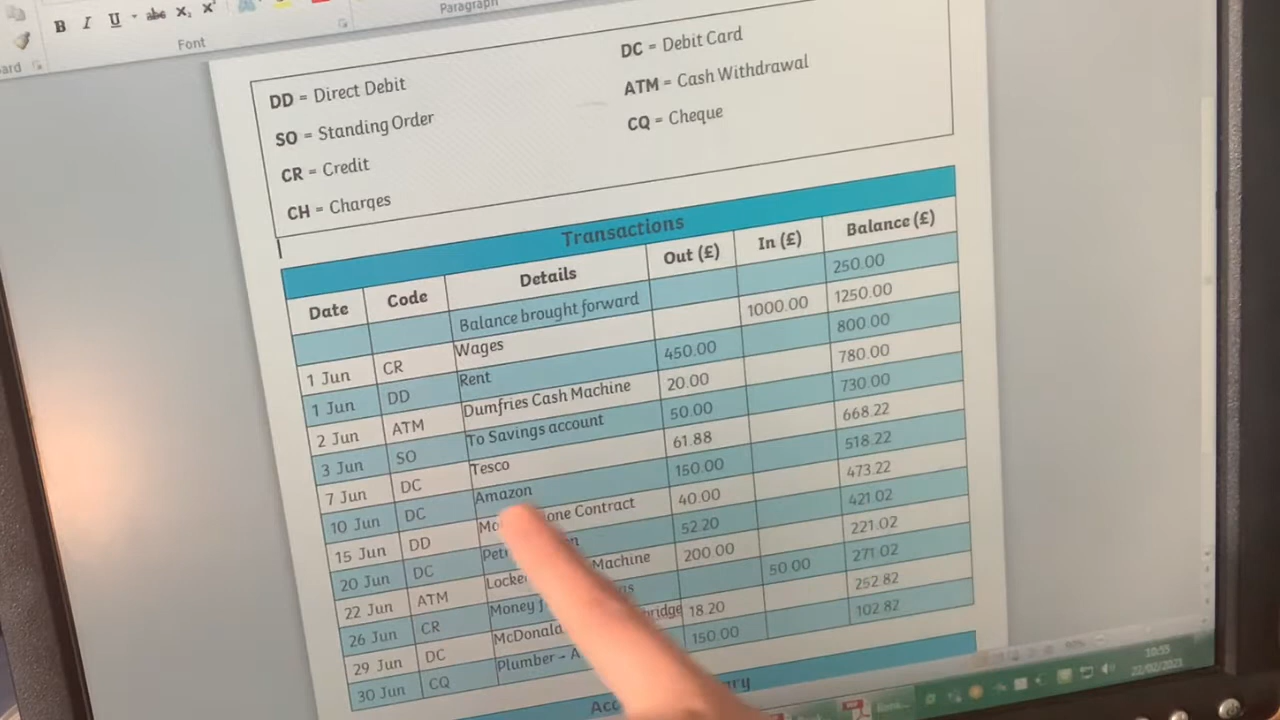 ard
B I U abc X₂ X²
Font
Paragraph
DD = Direct Debit
SO = Standing Order
CR = Credit
CH = Charges
DC = Debit Card
ATM = Cash Withdrawal
CQ = Cheque
Transactions
Date Code Details Out (£) In (£) Balance (£)
Balance brought forward 250.00
1 Jun CR Wages 1000.00 1250.00
1 Jun DD Rent 450.00 800.00
2 Jun ATM Dumfries Cash Machine 20.00 780.00
3 Jun SO To Savings account 50.00 730.00
7 Jun DC Tesco 61.88 668.22
10 Jun DC Amazon 150.00 518.22
15 Jun DD Contract 40.00 473.22
20 Jun DC 52.20 421.02
22 Jun ATM Machine 200.00 221.02
26 Jun CR Money 50.00 271.02
29 Jun DC McDonald 18.20 252.82
30 Jun CQ Plumber - 150.00 102.82
10:55
22/02/2021